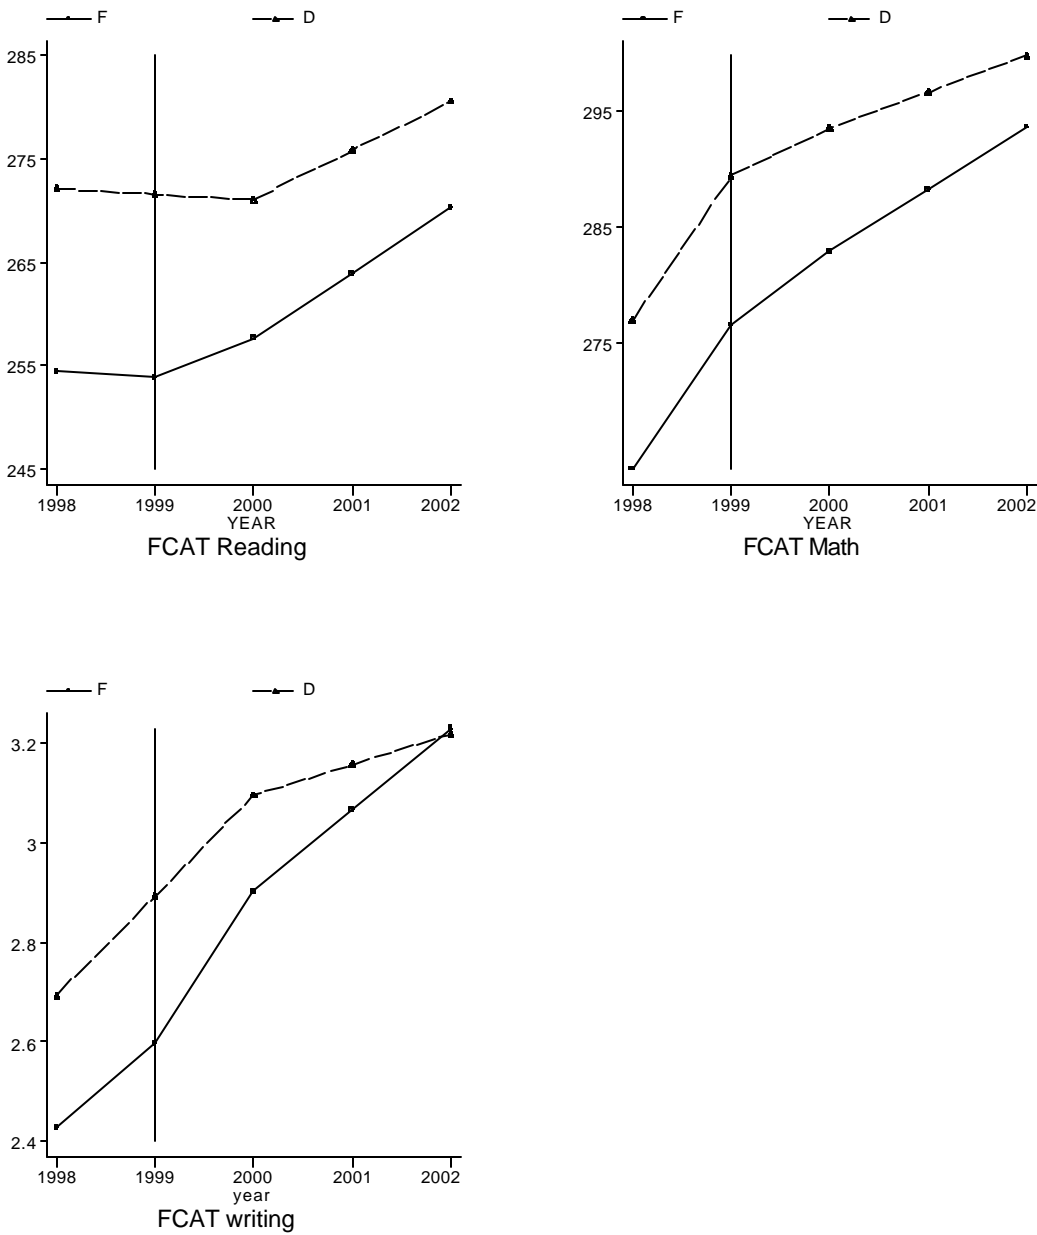 F D
285
275
265
255
245
1998 1999 2000 2001 2002
YEAR
FCAT Reading
F D
295
285
275
1998 1999 2000 2001 2002
YEAR
FCAT Math
F D
3.2
3
2.8
2.6
2.4
1998 1999 2000 2001 2002
year
FCAT writing